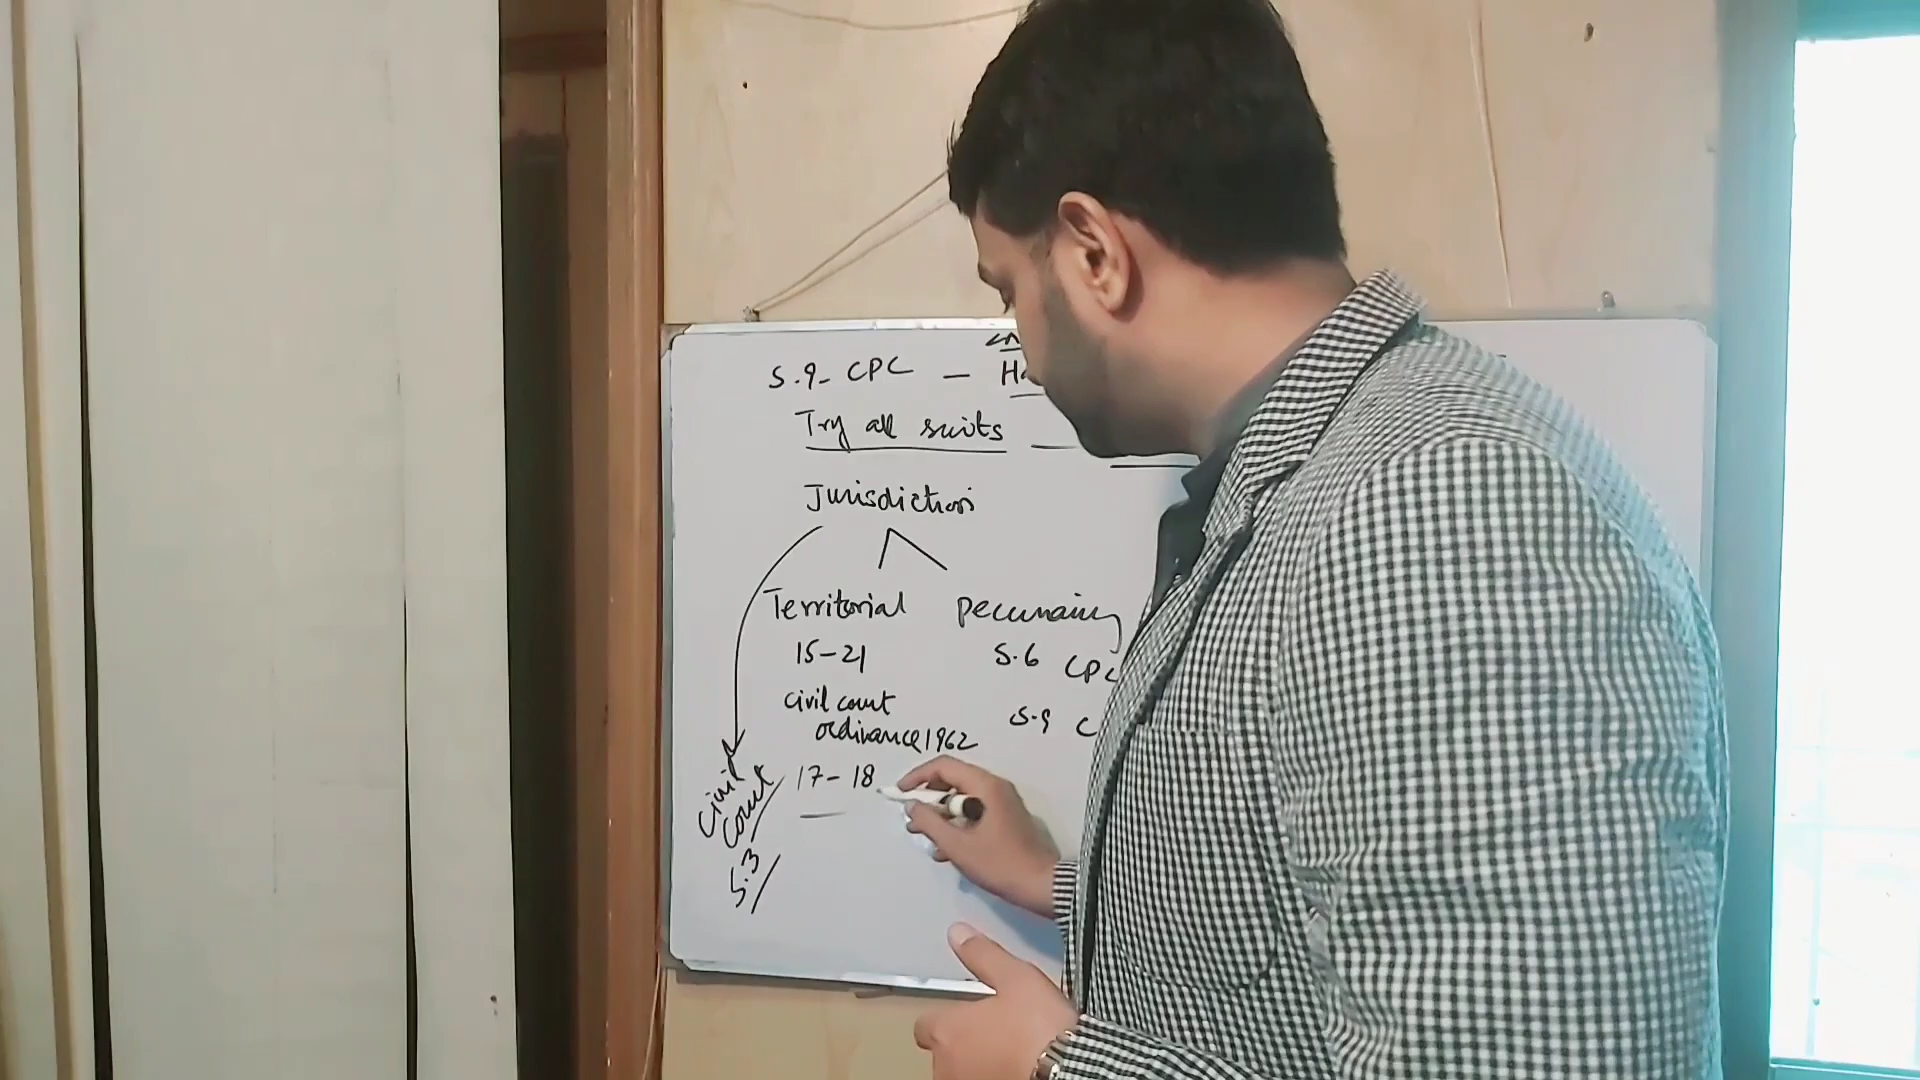 S.9- CPC —
Try all suits
Jurisdiction
Territorial pecunairy
15-21 S.6 CPC
civil court S.9 C
ordinance 1962
17-18
civil
court
S.3